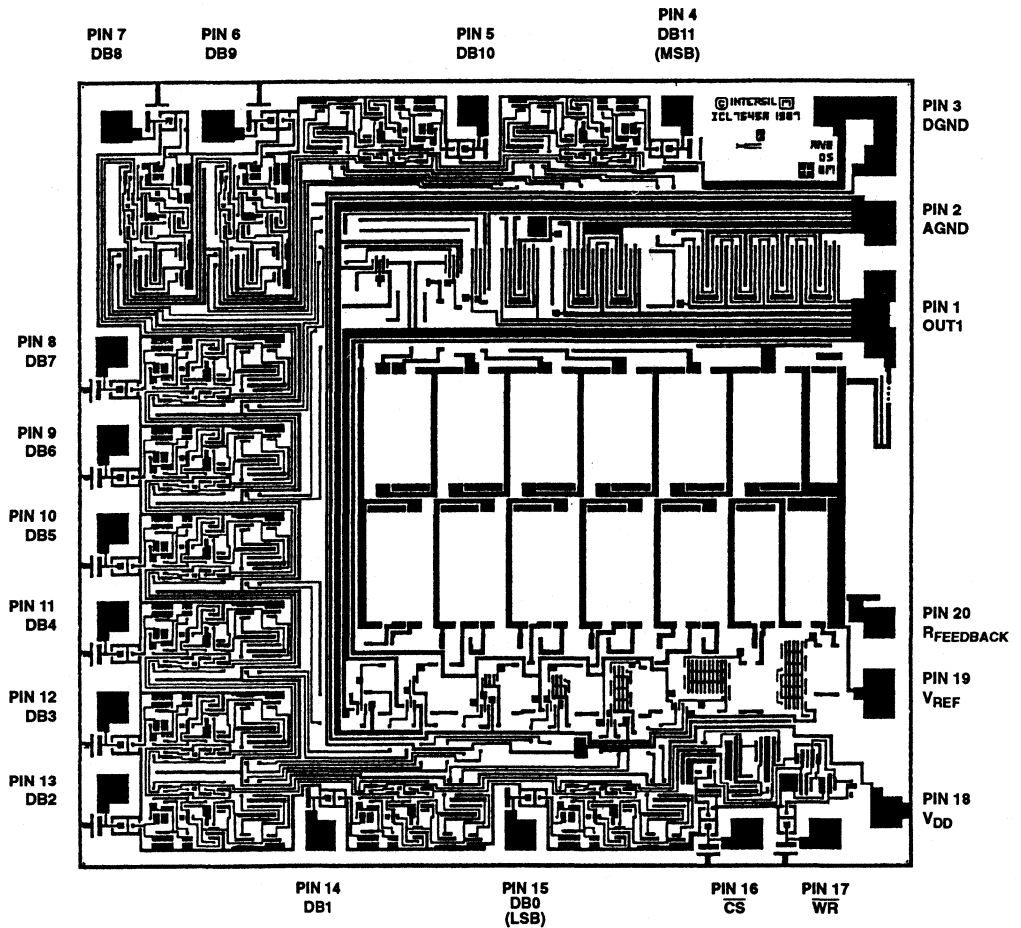 PIN 7
DB8
PIN 6
DB9
PIN 5
DB10
PIN 4
DB11
(MSB)
© INTERSIL M
ICL7545A 1987
PIN 3
DGND
PIN 2
AGND
PIN 1
OUT1
PIN 8
DB7
PIN 9
DB6
PIN 10
DB5
PIN 11
DB4
PIN 12
DB3
PIN 13
DB2
PIN 20
RFEEDBACK
PIN 19
VREF
PIN 18
VDD
PIN 14
DB1
PIN 15
DB0
(LSB)
PIN 16
CS
PIN 17
WR